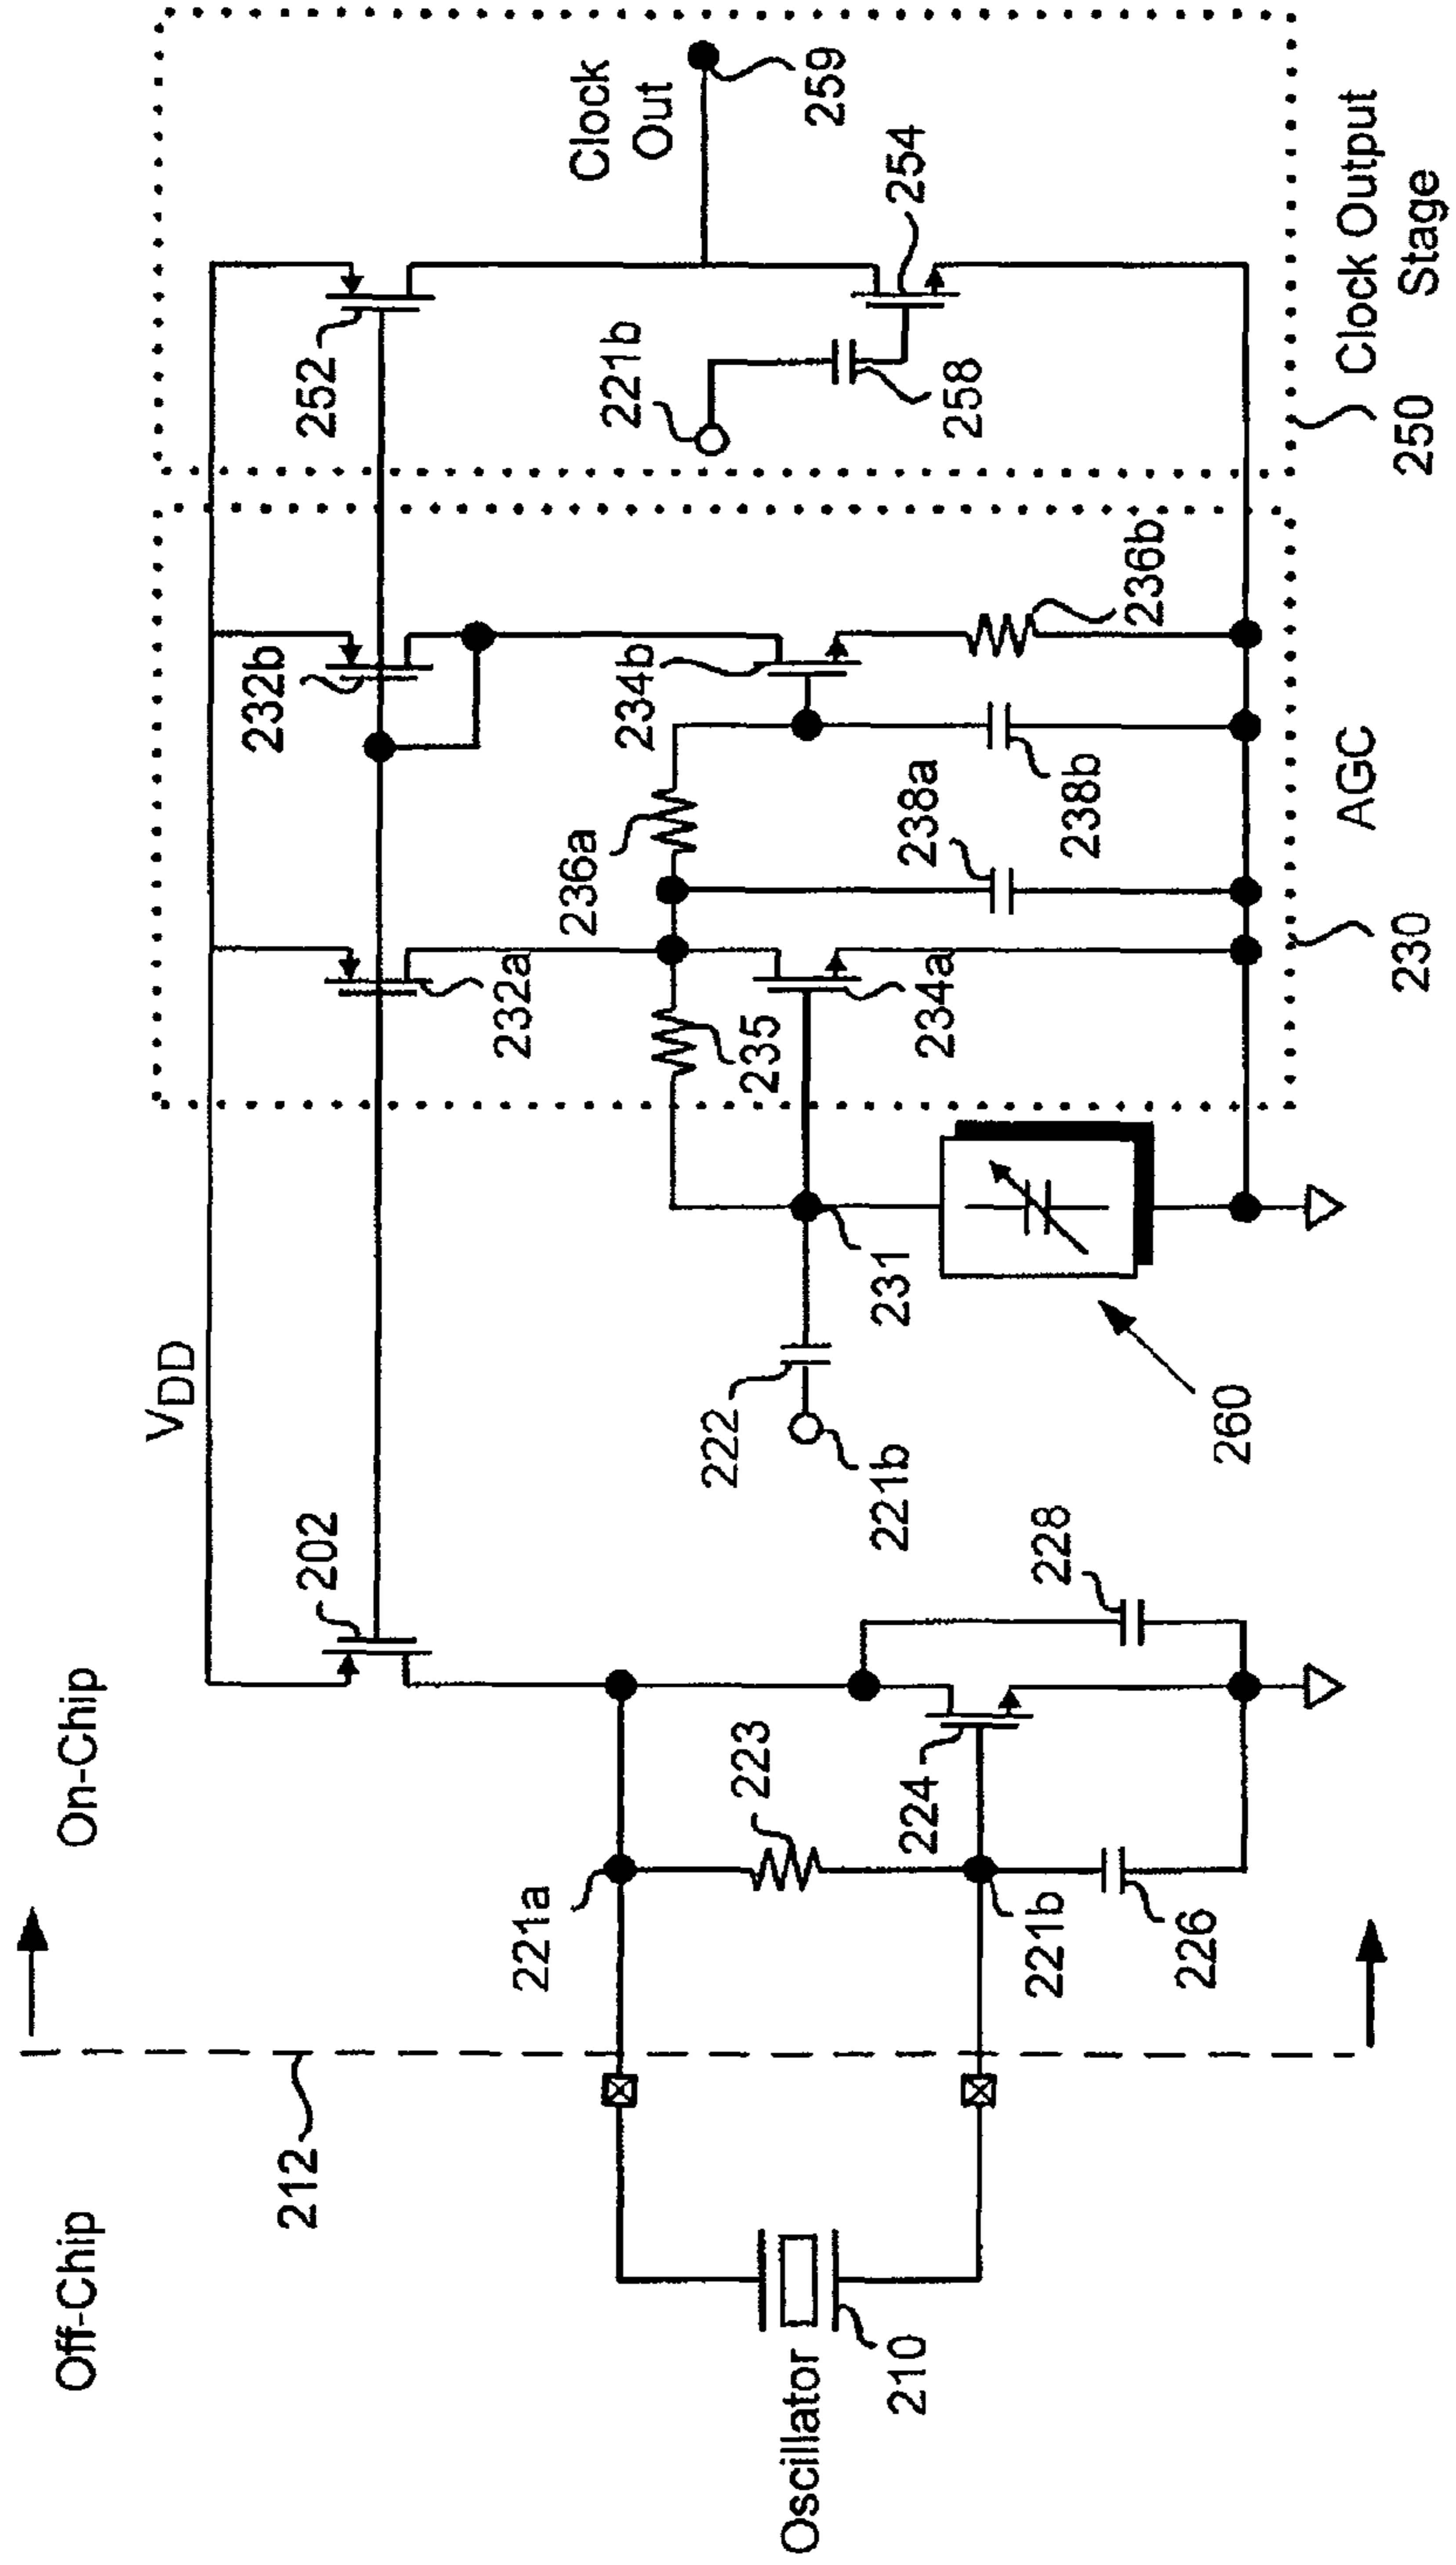 Off-Chip
On-Chip
212
VDD
202
232a
232b
252
Clock
Out
259
221a
223
222
221b
231
235
236a
234a
234b
238a
238b
236b
221b
258
254
Oscillator
210
221b
224
226
228
260
230
AGC
250
Clock Output
Stage